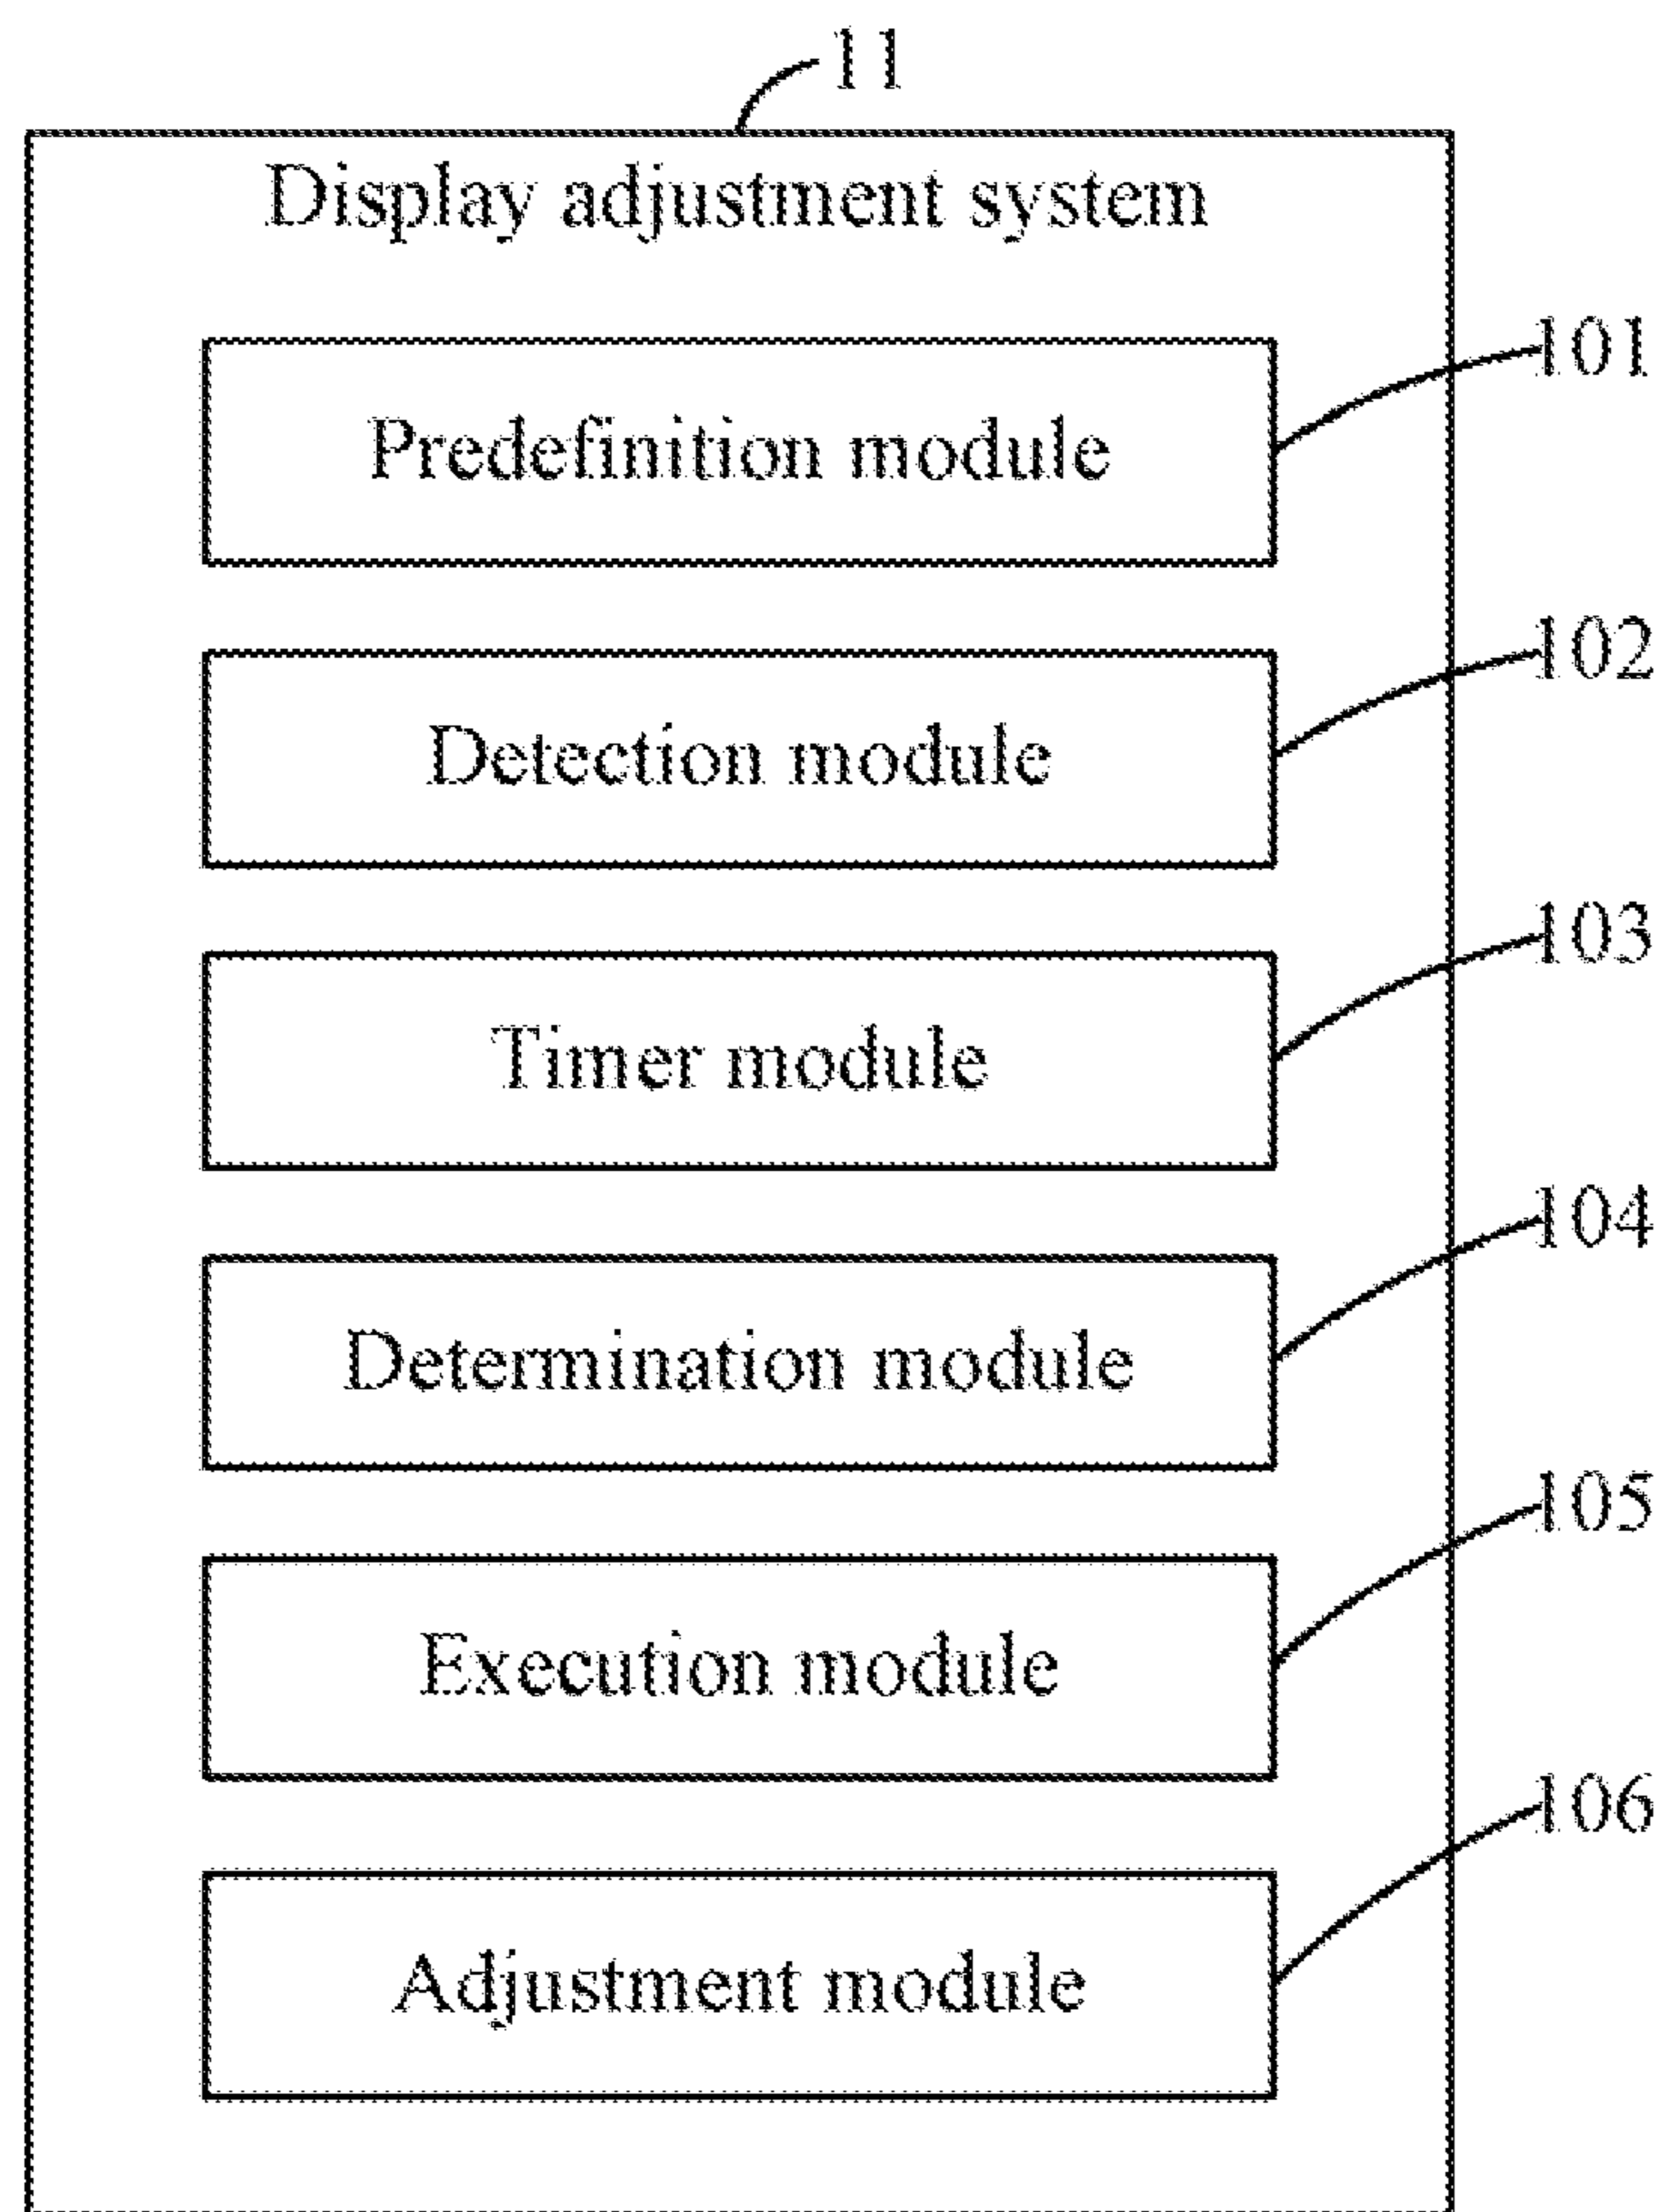 11
Display adjustment system
101
Predefinition module
102
Detection module
103
Timer module
104
Determination module
105
Execution module
106
Adjustment module